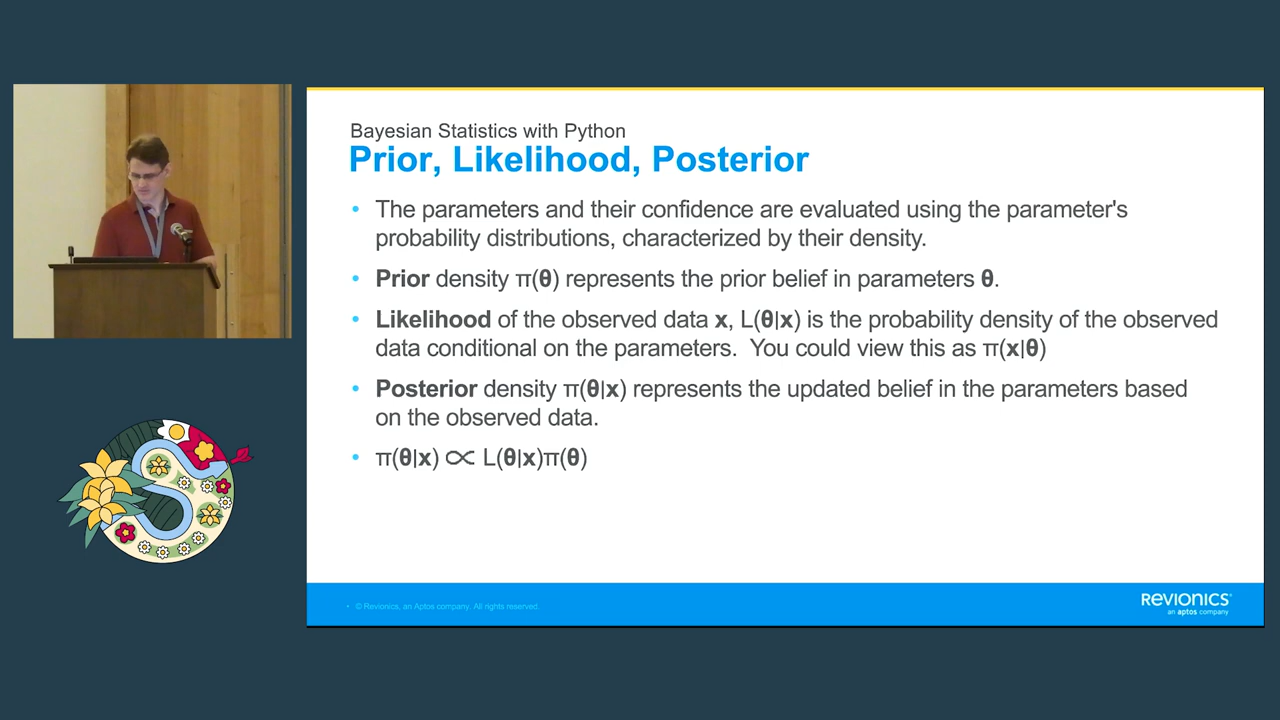 Bayesian Statistics with Python
Prior, Likelihood, Posterior
• The parameters and their confidence are evaluated using the parameter's
probability distributions, characterized by their density.
• Prior density π(θ) represents the prior belief in parameters θ.
• Likelihood of the observed data x, L(θ|x) is the probability density of the observed
data conditional on the parameters.  You could view this as π(x|θ)
• Posterior density π(θ|x) represents the updated belief in the parameters based
on the observed data.
• π(θ|x) ∝ L(θ|x)π(θ)
• © Revionics, an Aptos company. All rights reserved.
REVIONICS
an aptos company